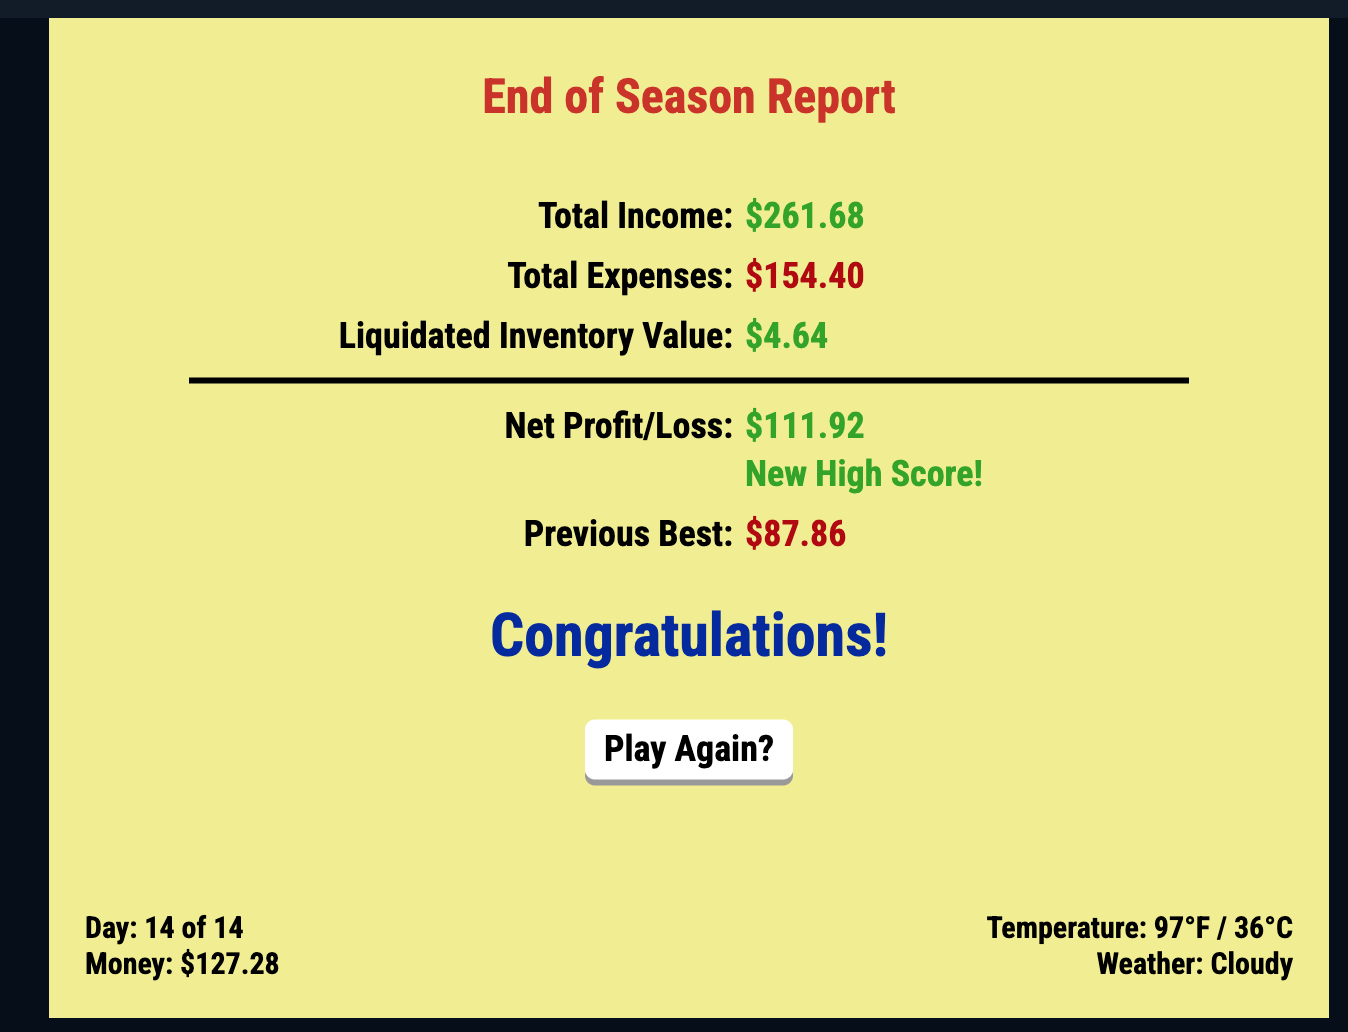 End of Season Report
Total Income: $261.68
Total Expenses: $154.40
Liquidated Inventory Value: $4.64
Net Profit/Loss: $111.92
New High Score!
Previous Best: $87.86
Congratulations!
Play Again?
Day: 14 of 14
Money: $127.28
Temperature: 97°F / 36°C
Weather: Cloudy